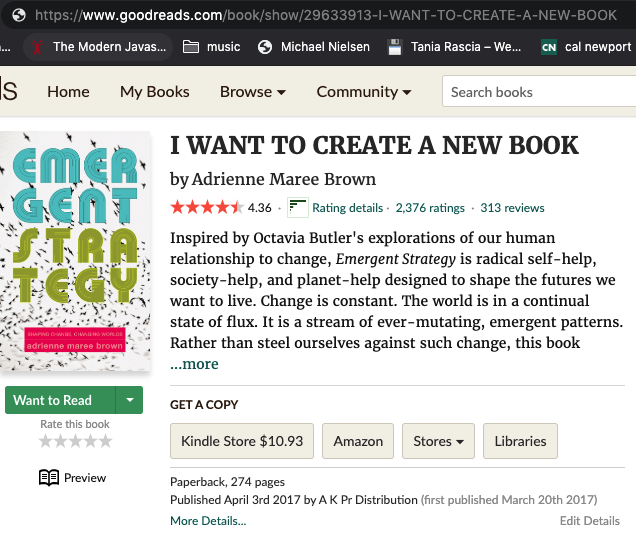 https://www.goodreads.com/book/show/29633913-I-WANT-TO-CREATE-A-NEW-BOOK
... The Modern Javas... music Michael Nielsen Tania Rascia – We... CN cal newport
ds Home My Books Browse Community Search books
EMER
GENT
STRA
TEGY
SHAPING CHANGE, CHANGING WORLDS
adrienne maree brown
Want to Read
Rate this book
Preview
I WANT TO CREATE A NEW BOOK
by Adrienne Maree Brown
4.36 · Rating details · 2,376 ratings · 313 reviews
Inspired by Octavia Butler's explorations of our human
relationship to change, Emergent Strategy is radical self-help,
society-help, and planet-help designed to shape the futures we
want to live. Change is constant. The world is in a continual
state of flux. It is a stream of ever-mutating, emergent patterns.
Rather than steel ourselves against such change, this book
...more
GET A COPY
Kindle Store $10.93 Amazon Stores Libraries
Paperback, 274 pages
Published April 3rd 2017 by A K Pr Distribution (first published March 20th 2017)
More Details... Edit Details